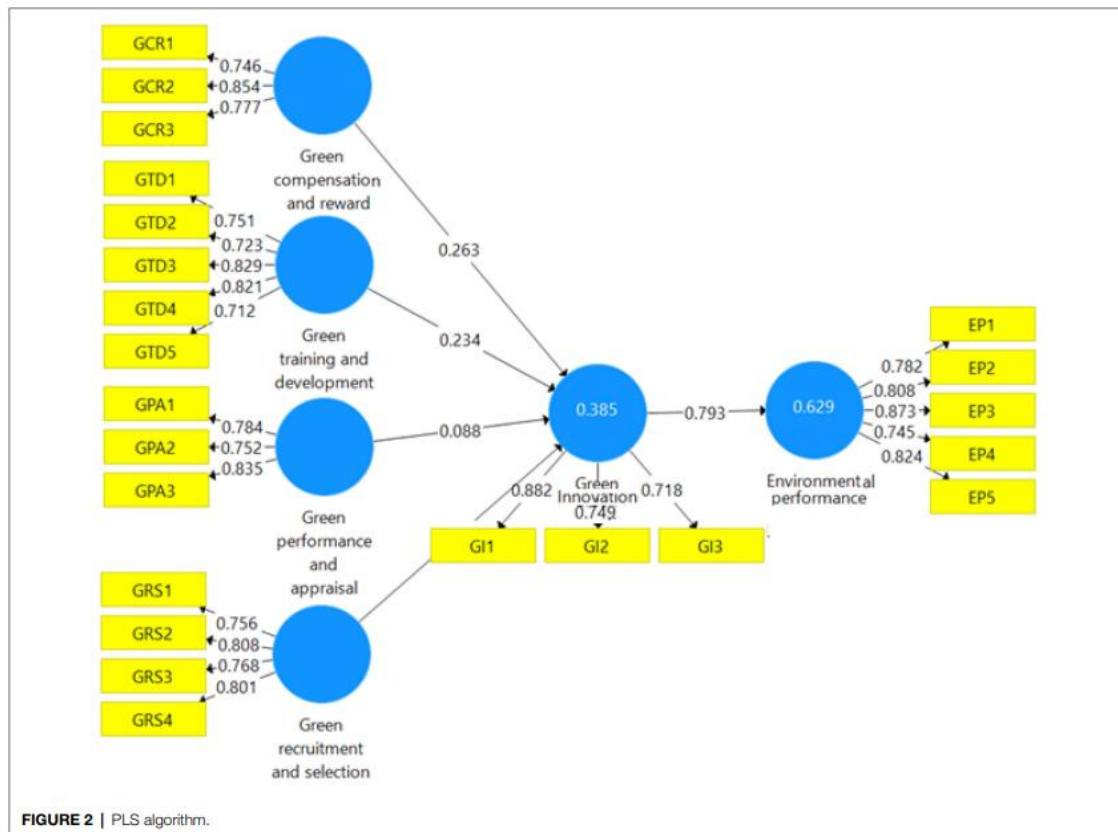 GCR1
GCR2
GCR3
0.746
0.854
0.777
Green
compensation
and reward
GTD1
GTD2
GTD3
GTD4
GTD5
0.751
0.723
0.829
0.821
0.712
Green
training and
development
GPA1
GPA2
GPA3
0.784
0.752
0.835
Green
performance
and
appraisal
GRS1
GRS2
GRS3
GRS4
0.756
0.808
0.768
0.801
Green
recruitment
and selection
0.263
0.234
0.088
0.385
Green
Innovation
0.882
0.749
0.718
GI1
GI2
GI3
0.793
0.629
Environmental
performance
0.782
0.808
0.873
0.745
0.824
EP1
EP2
EP3
EP4
EP5
FIGURE 2 | PLS algorithm.